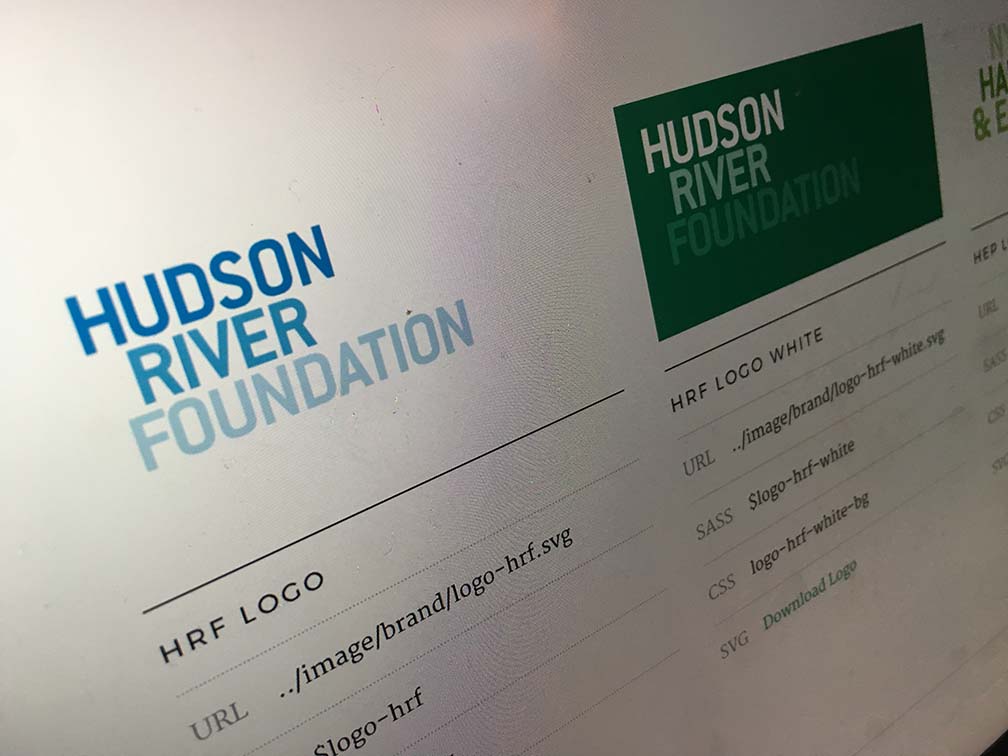 HUDSON
RIVER
FOUNDATION
HRF LOGO
URL ../image/brand/logo-hrf.svg
$logo-hrf
HUDSON
RIVER
FOUNDATION
HRF LOGO WHITE
URL ../image/brand/logo-hrf-white.svg
SASS $logo-hrf-white
CSS logo-hrf-white-bg
SVG Download Logo
NY
HA
& E
HEP L
URL
SASS
CSS
SVG